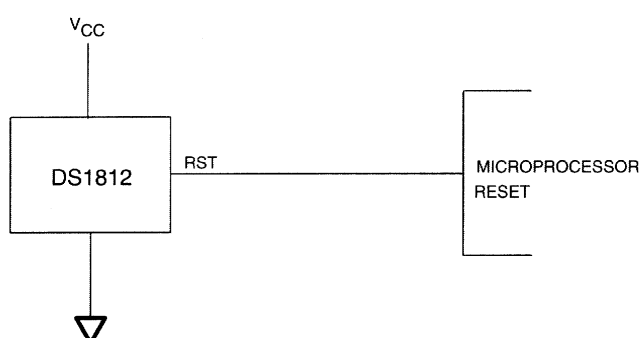 VCC
DS1812
RST
MICROPROCESSOR
RESET